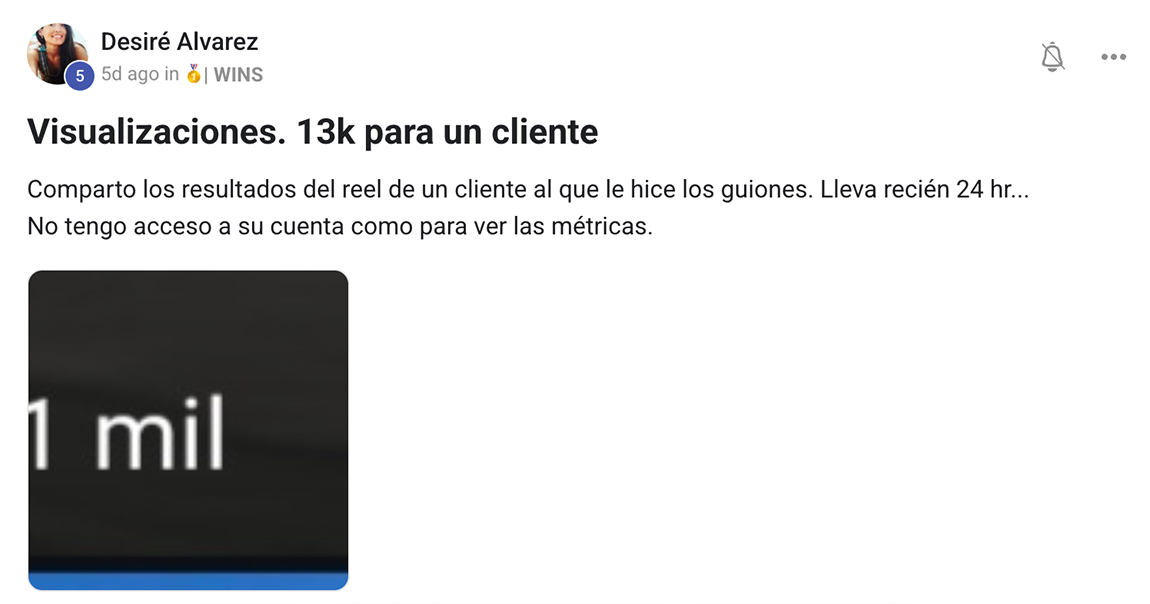 Desiré Alvarez
5
5d ago in 🥇| WINS
Visualizaciones. 13k para un cliente
Comparto los resultados del reel de un cliente al que le hice los guiones. Lleva recién 24 hr...
No tengo acceso a su cuenta como para ver las métricas.
1 mil